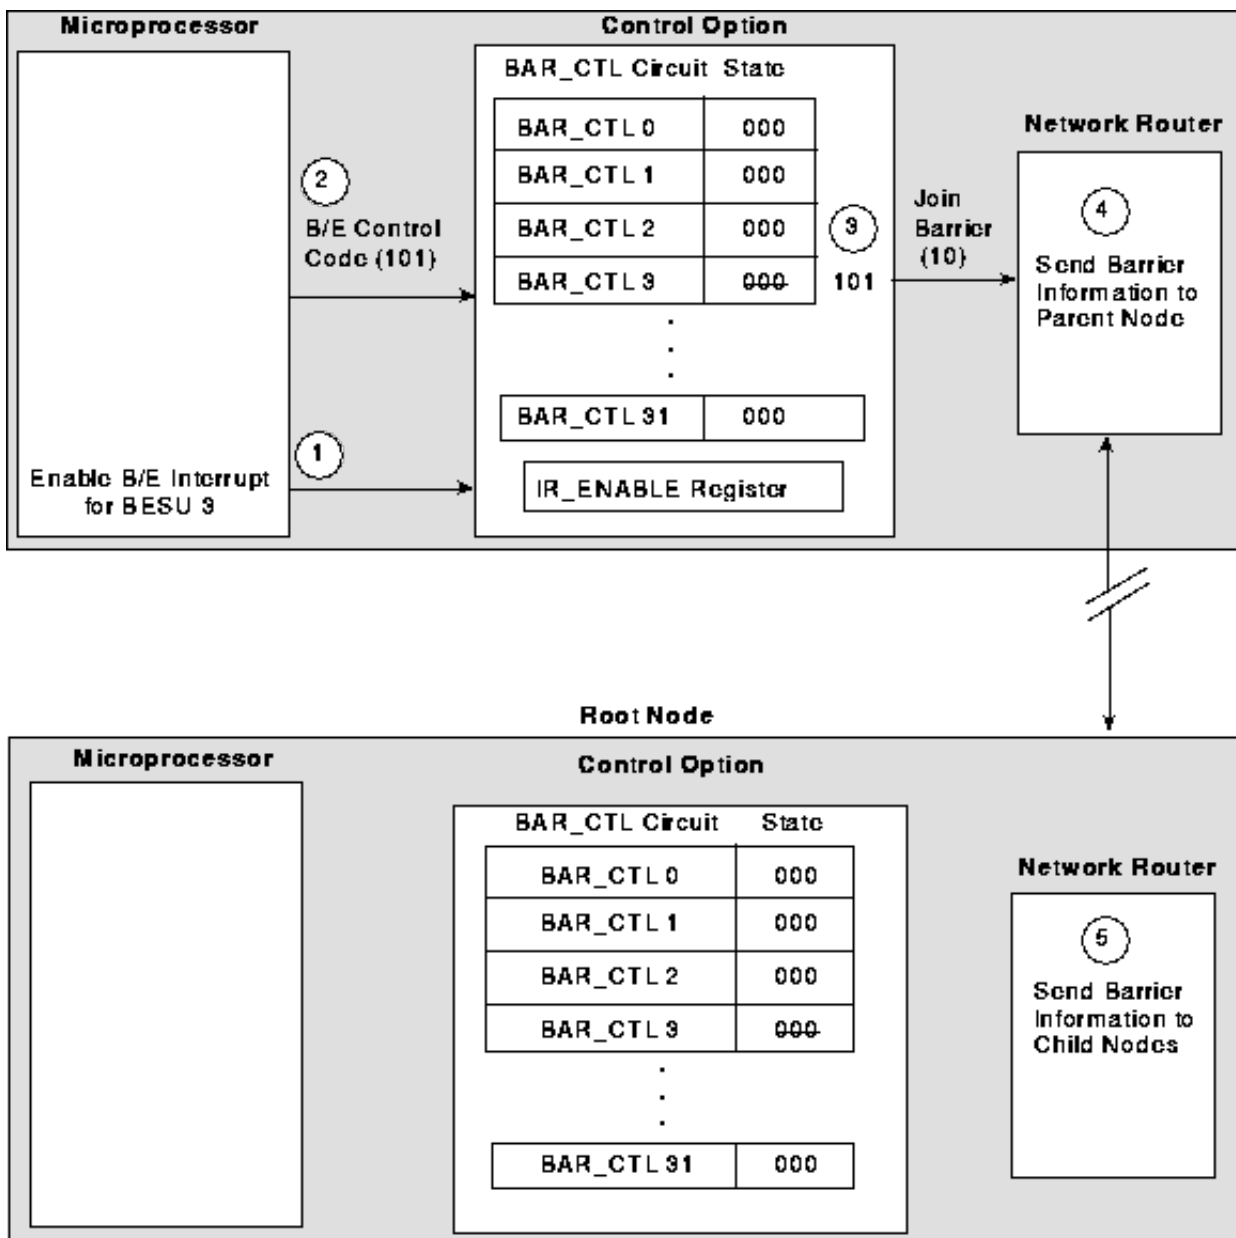 Microprocessor
Control Option
BAR_CTL Circuit State
BAR_CTL 0 000
BAR_CTL 1 000
BAR_CTL 2 000
BAR_CTL 3 000 101
BAR_CTL 31 000
IR_ENABLE Register
2
B/E Control
Code (101)
1
Enable B/E Interrupt
for BESU 3
3
Join
Barrier
(10)
Network Router
4
Send Barrier
Information to
Parent Node
Root Node
Microprocessor
Control Option
BAR_CTL Circuit State
BAR_CTL 0 000
BAR_CTL 1 000
BAR_CTL 2 000
BAR_CTL 3 000
BAR_CTL 31 000
Network Router
5
Send Barrier
Information to
Child Nodes